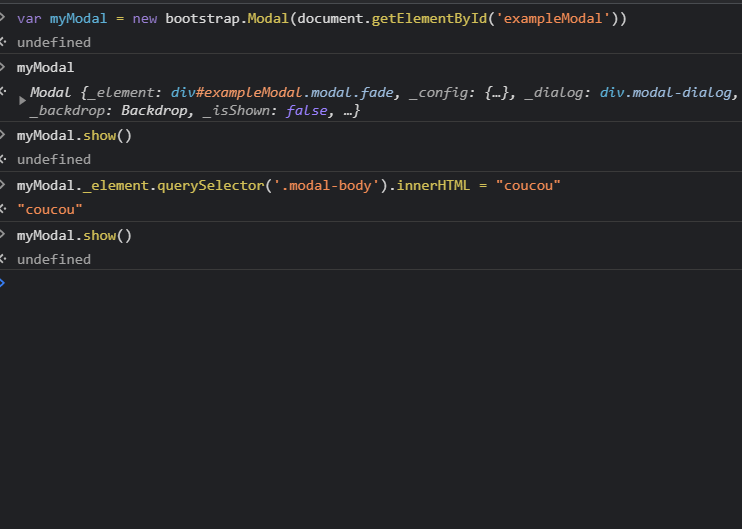 var myModal = new bootstrap.Modal(document.getElementById('exampleModal'))
undefined
myModal
Modal {_element: div#exampleModal.modal.fade, _config: {…}, _dialog: div.modal-dialog,
_backdrop: Backdrop, _isShown: false, …}
myModal.show()
undefined
myModal._element.querySelector('.modal-body').innerHTML = "coucou"
"coucou"
myModal.show()
undefined